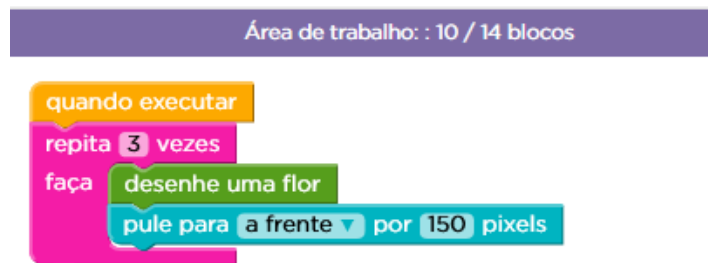 Área de trabalho: : 10 / 14 blocos
quando executar
repita 3 vezes
faça desenhe uma flor
pule para a frente por 150 pixels